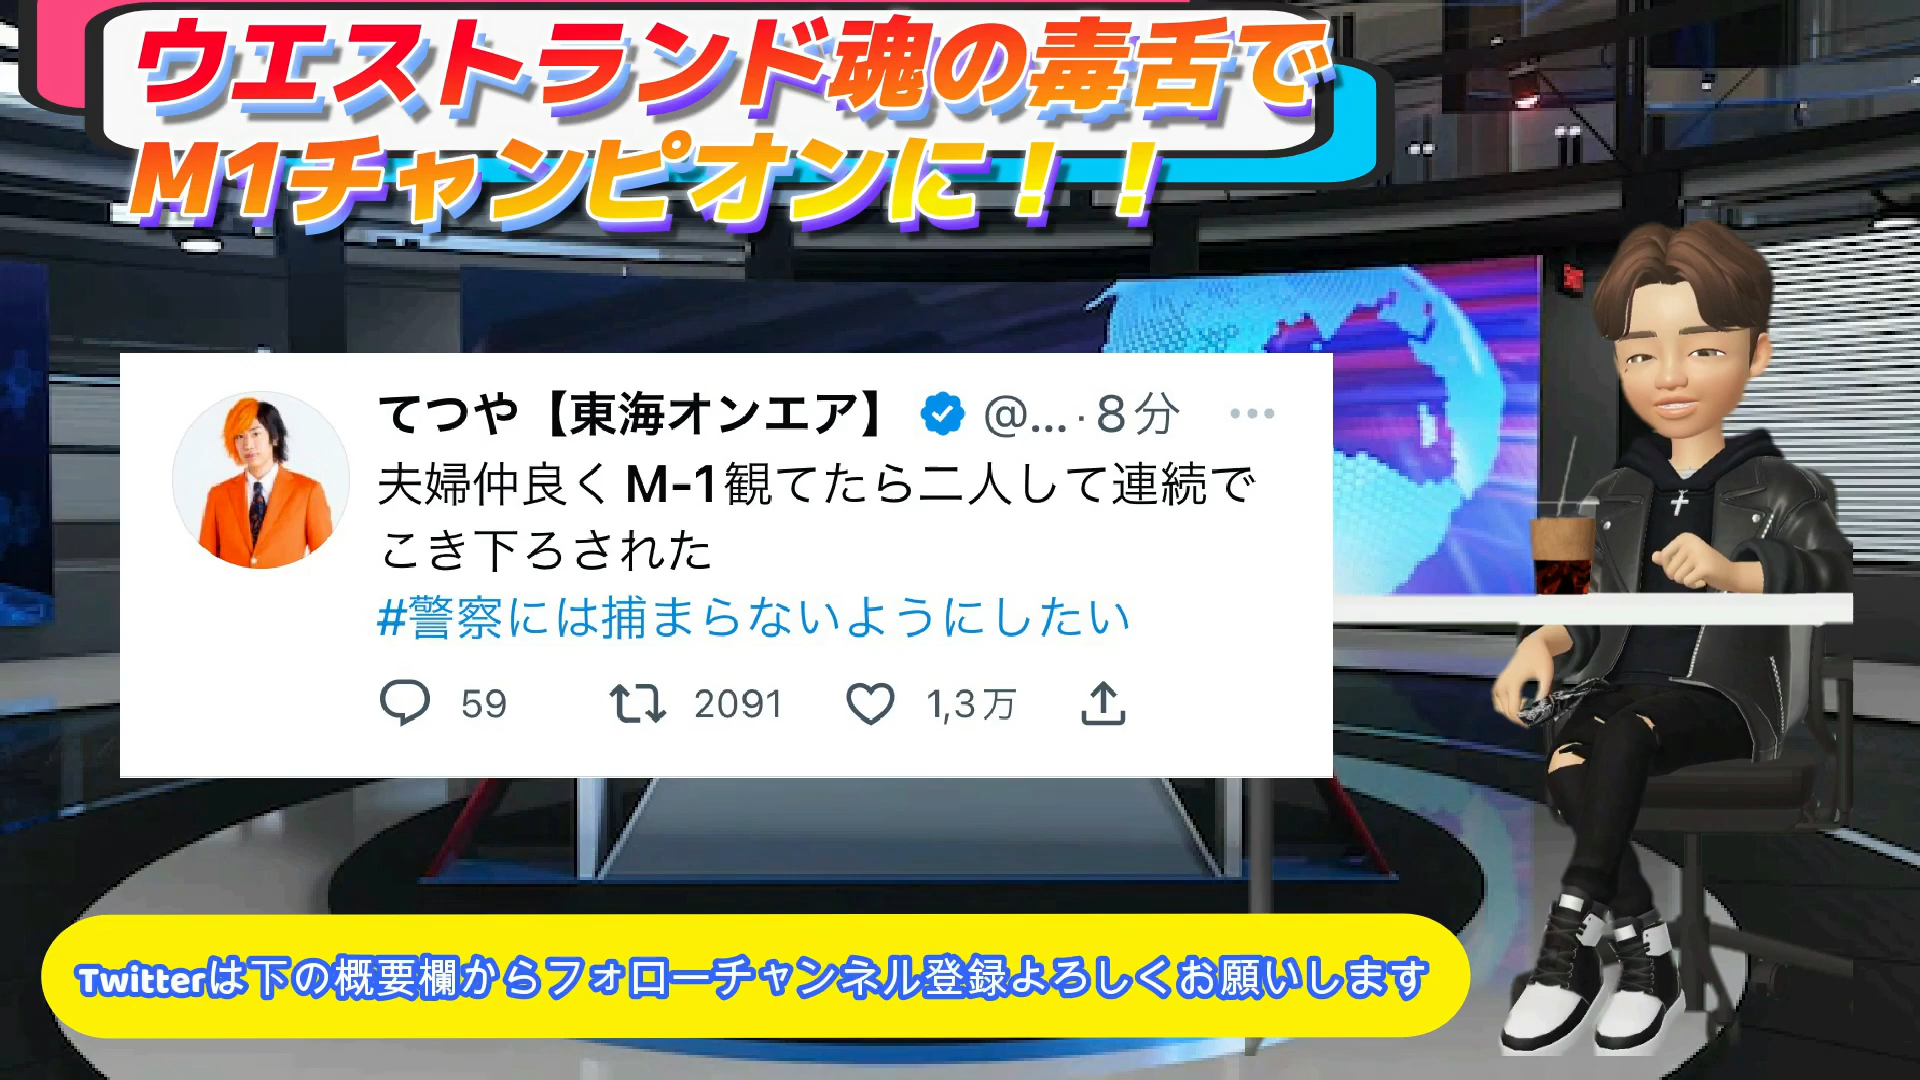 ウエストランド魂の毒舌で
M1チャンピオンに！！
てつや【東海オンエア】 @... · 8分
夫婦仲良くM-1観てたら二人して連続で
こき下ろされた
#警察には捕まらないようにしたい
59 2091 1,3万
Twitterは下の概要欄からフォローチャンネル登録よろしくお願いします